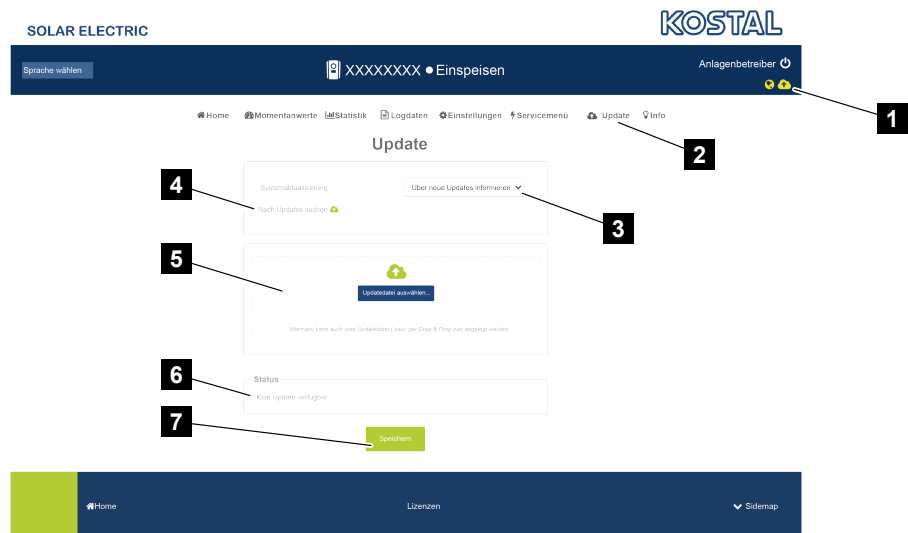 SOLAR ELECTRIC
KOSTAL
Sprache wählen
XXXXXXXX ● Einspeisen
Anlagenbetreiber
1
Home Momentanwerte Statistik Logdaten Einstellungen Servicemenü Update Info
2
Update
4
Systemaktualisierung
Über neue Updates informieren
Nach Updates suchen
3
5
Updatedatei auswählen...
Alternativ kann auch eine Updatedatei (.swu) per Drag & Drop hier abgelegt werden.
6
Status
Kein Update verfügbar
7
Speichern
Home
Lizenzen
Sidemap